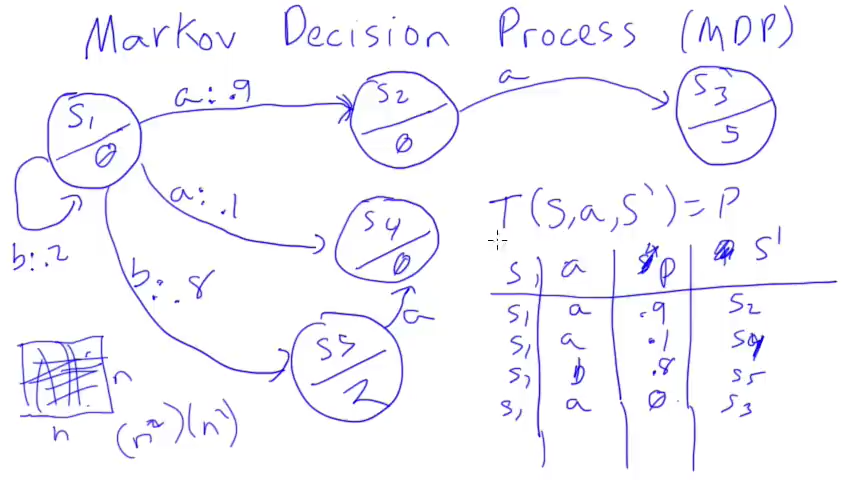 Markov Decision Process (MDP)
S1
0
a: .9
S2
0
a
S3
5
b: .2
a: .1
S4
0
b: .8
a
S5
2
T(S,a,S')=P
S, a P S'
S1 a .9 S2
S1 a .1 S4
S1 b .8 S5
S1 a 0 S3
n
n
(n²)(n²)